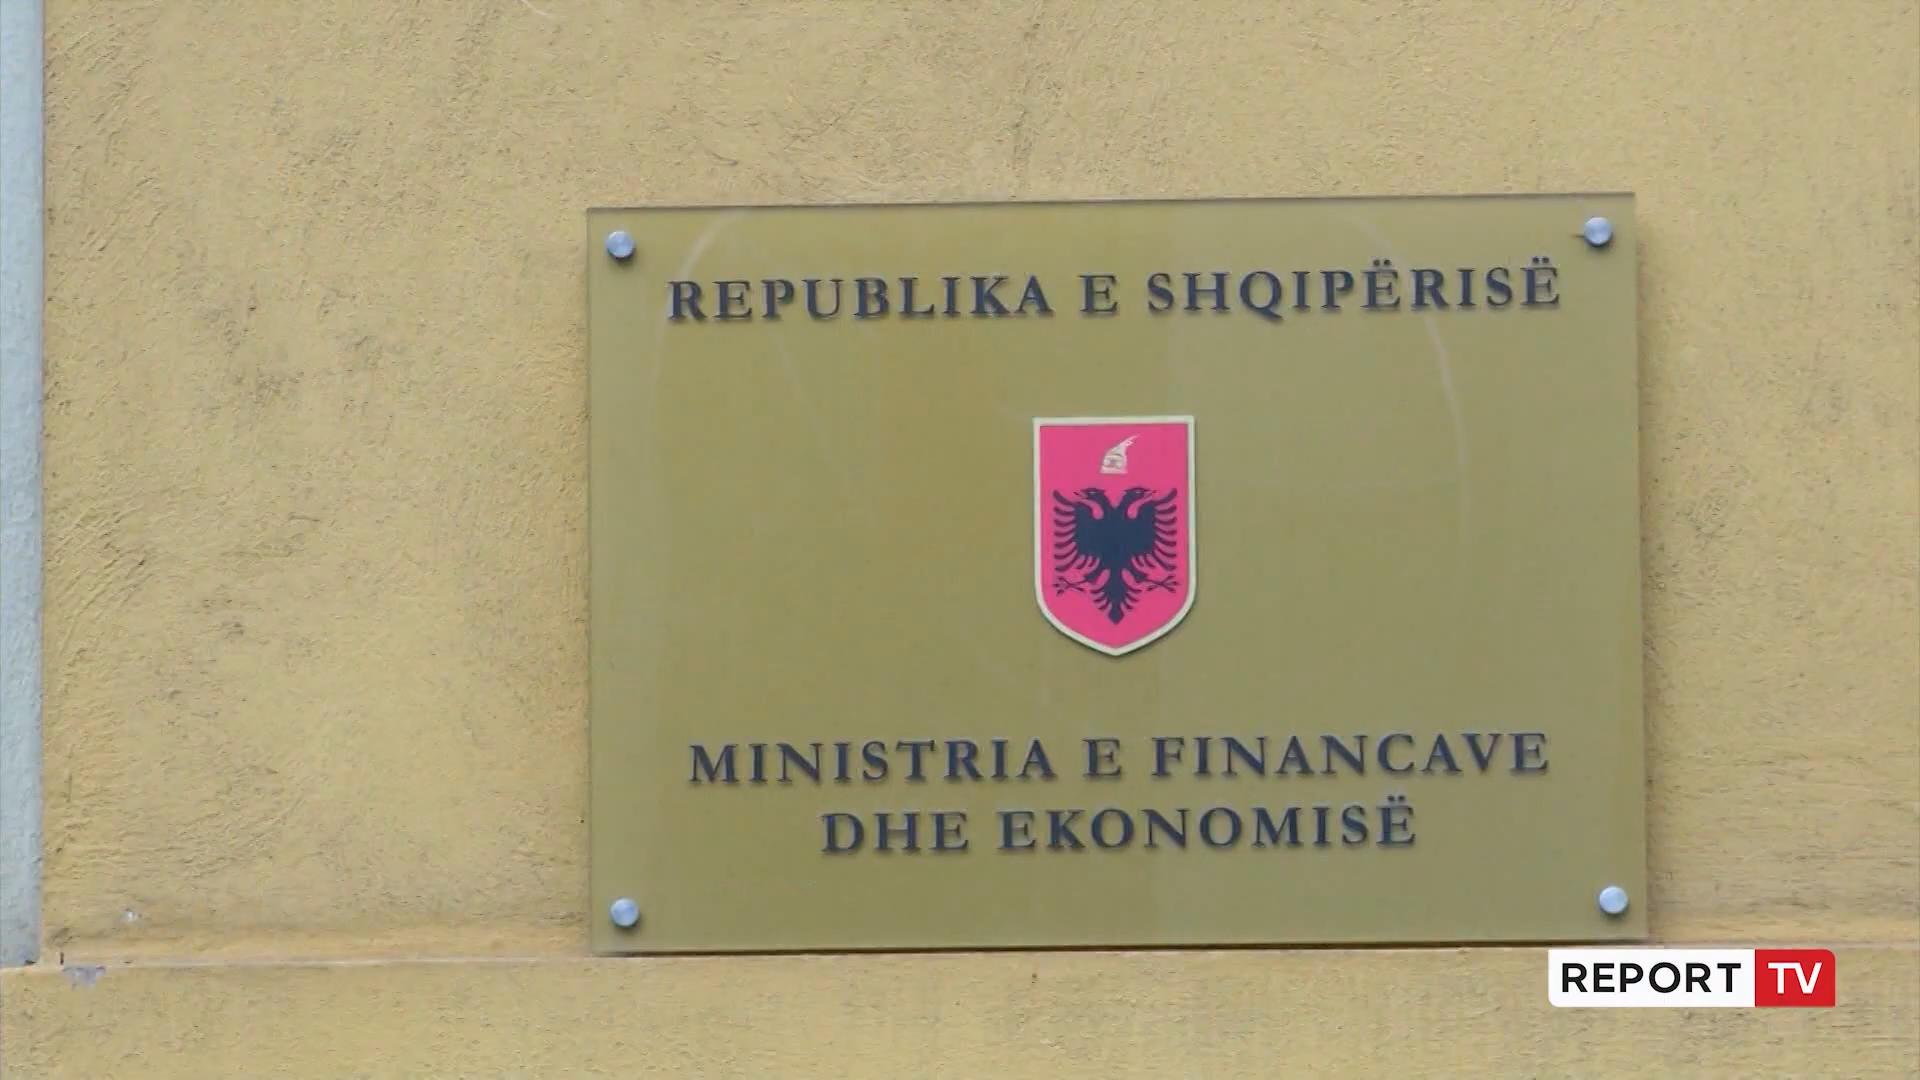 REPUBLIKA E SHQIPËRISË
MINISTRIA E FINANCAVE
DHE EKONOMISË
REPORT TV